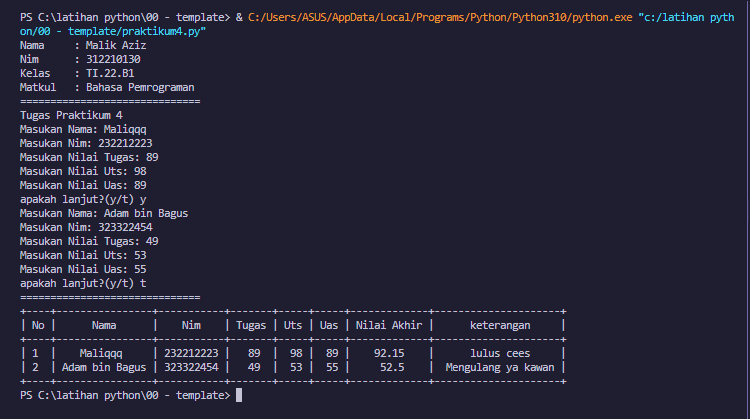 PS C:\latihan python\00 - template> & C:/Users/ASUS/AppData/Local/Programs/Python/Python310/python.exe "c:/latihan pyth
on/00 - template/praktikum4.py"
Nama     : Malik Aziz
Nim      : 312210130
Kelas    : TI.22.B1
Matkul   : Bahasa Pemrograman
==============================
Tugas Praktikum 4
Masukan Nama: Maliqqq
Masukan Nim: 232212223
Masukan Nilai Tugas: 89
Masukan Nilai Uts: 98
Masukan Nilai Uas: 89
apakah lanjut?(y/t) y
Masukan Nama: Adam bin Bagus
Masukan Nim: 323322454
Masukan Nilai Tugas: 49
Masukan Nilai Uts: 53
Masukan Nilai Uas: 55
apakah lanjut?(y/t) t
==============================
+----+----------------+-----------+-------+-----+-----+-------------+---------------------+
| No |      Nama      |    Nim    | Tugas | Uts | Uas | Nilai Akhir |      keterangan     |
+----+----------------+-----------+-------+-----+-----+-------------+---------------------+
| 1  |    Maliqqq     | 232212223 |   89  |  98 |  89 |    92.15    |      lulus cees     |
| 2  | Adam bin Bagus | 323322454 |   49  |  53 |  55 |     52.5    |  Mengulang ya kawan |
+----+----------------+-----------+-------+-----+-----+-------------+---------------------+
PS C:\latihan python\00 - template>